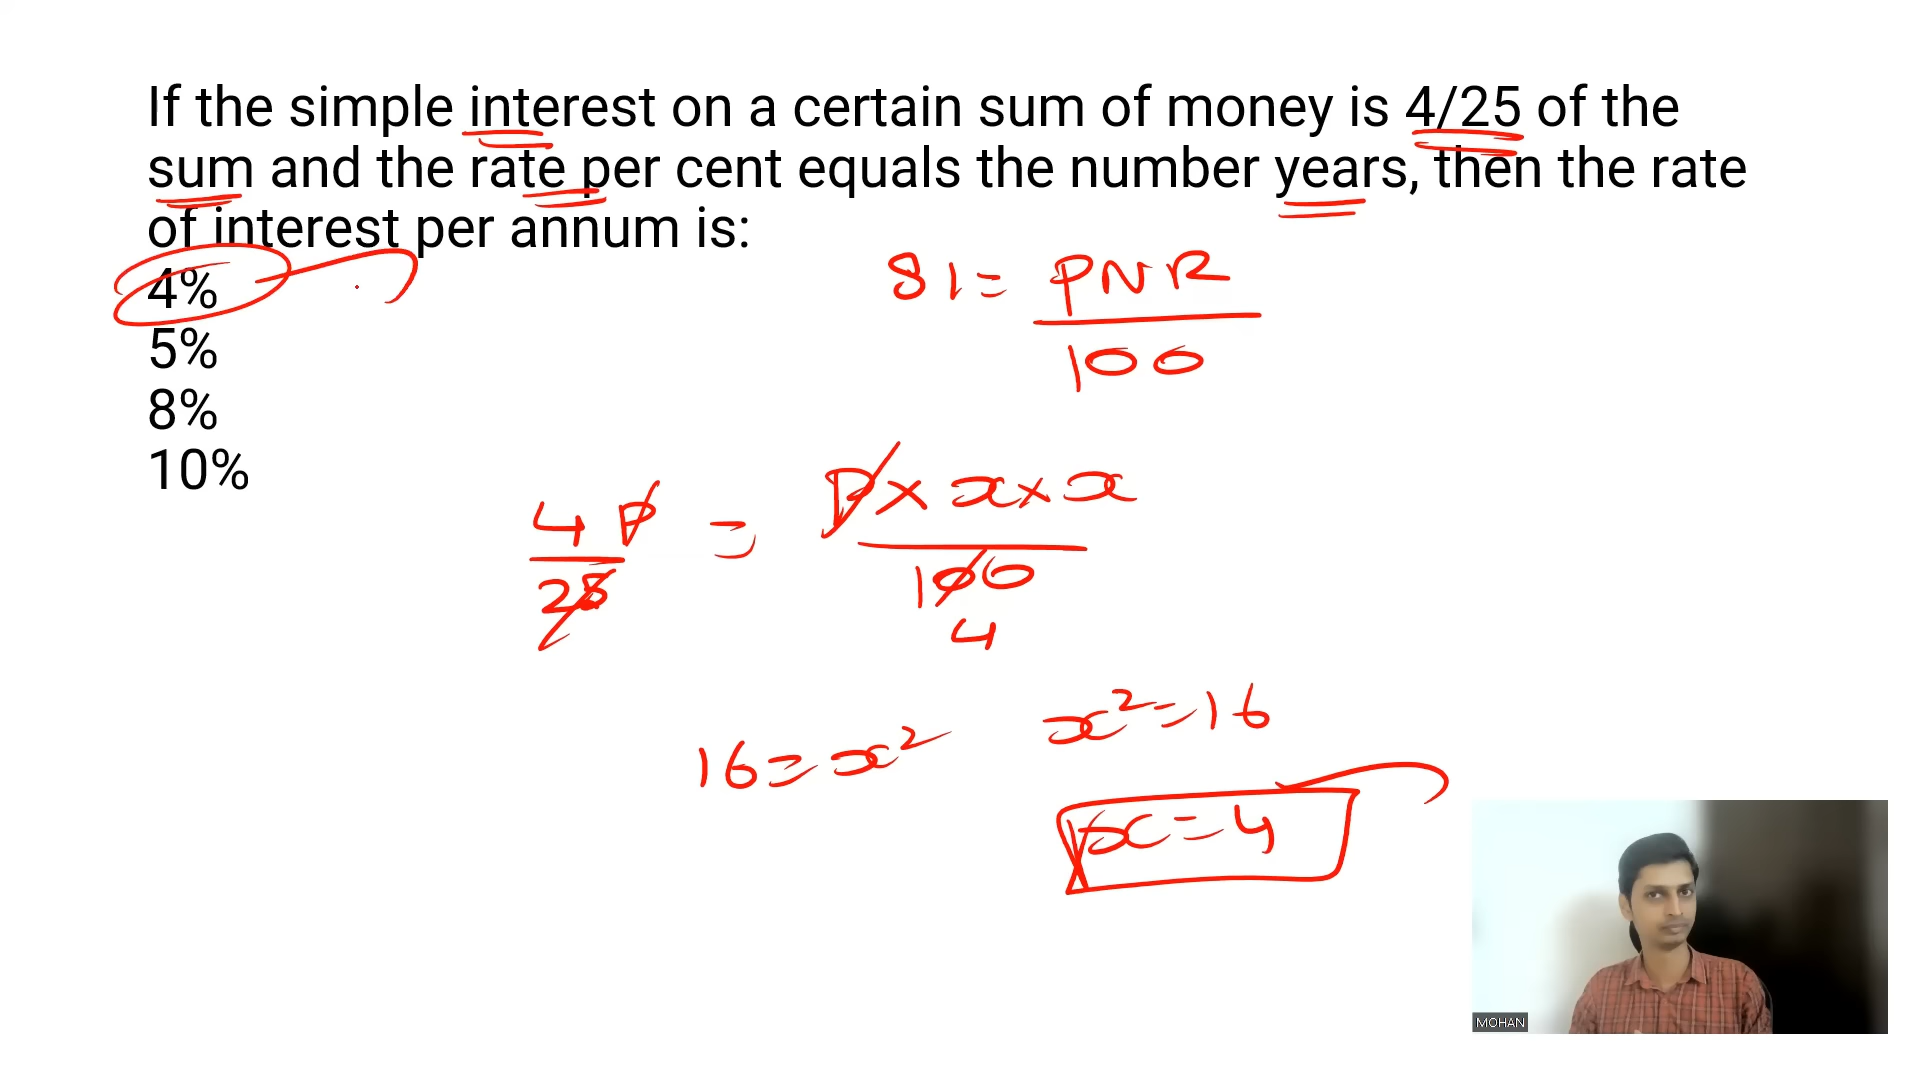 If the simple interest on a certain sum of money is 4/25 of the
sum and the rate per cent equals the number years, then the rate
of interest per annum is:
4%
5%
8%
10%
SI = PNR
100
4 P = P × x × x
25 100
4
16 = x² x² = 16
x = 4
MOHAN